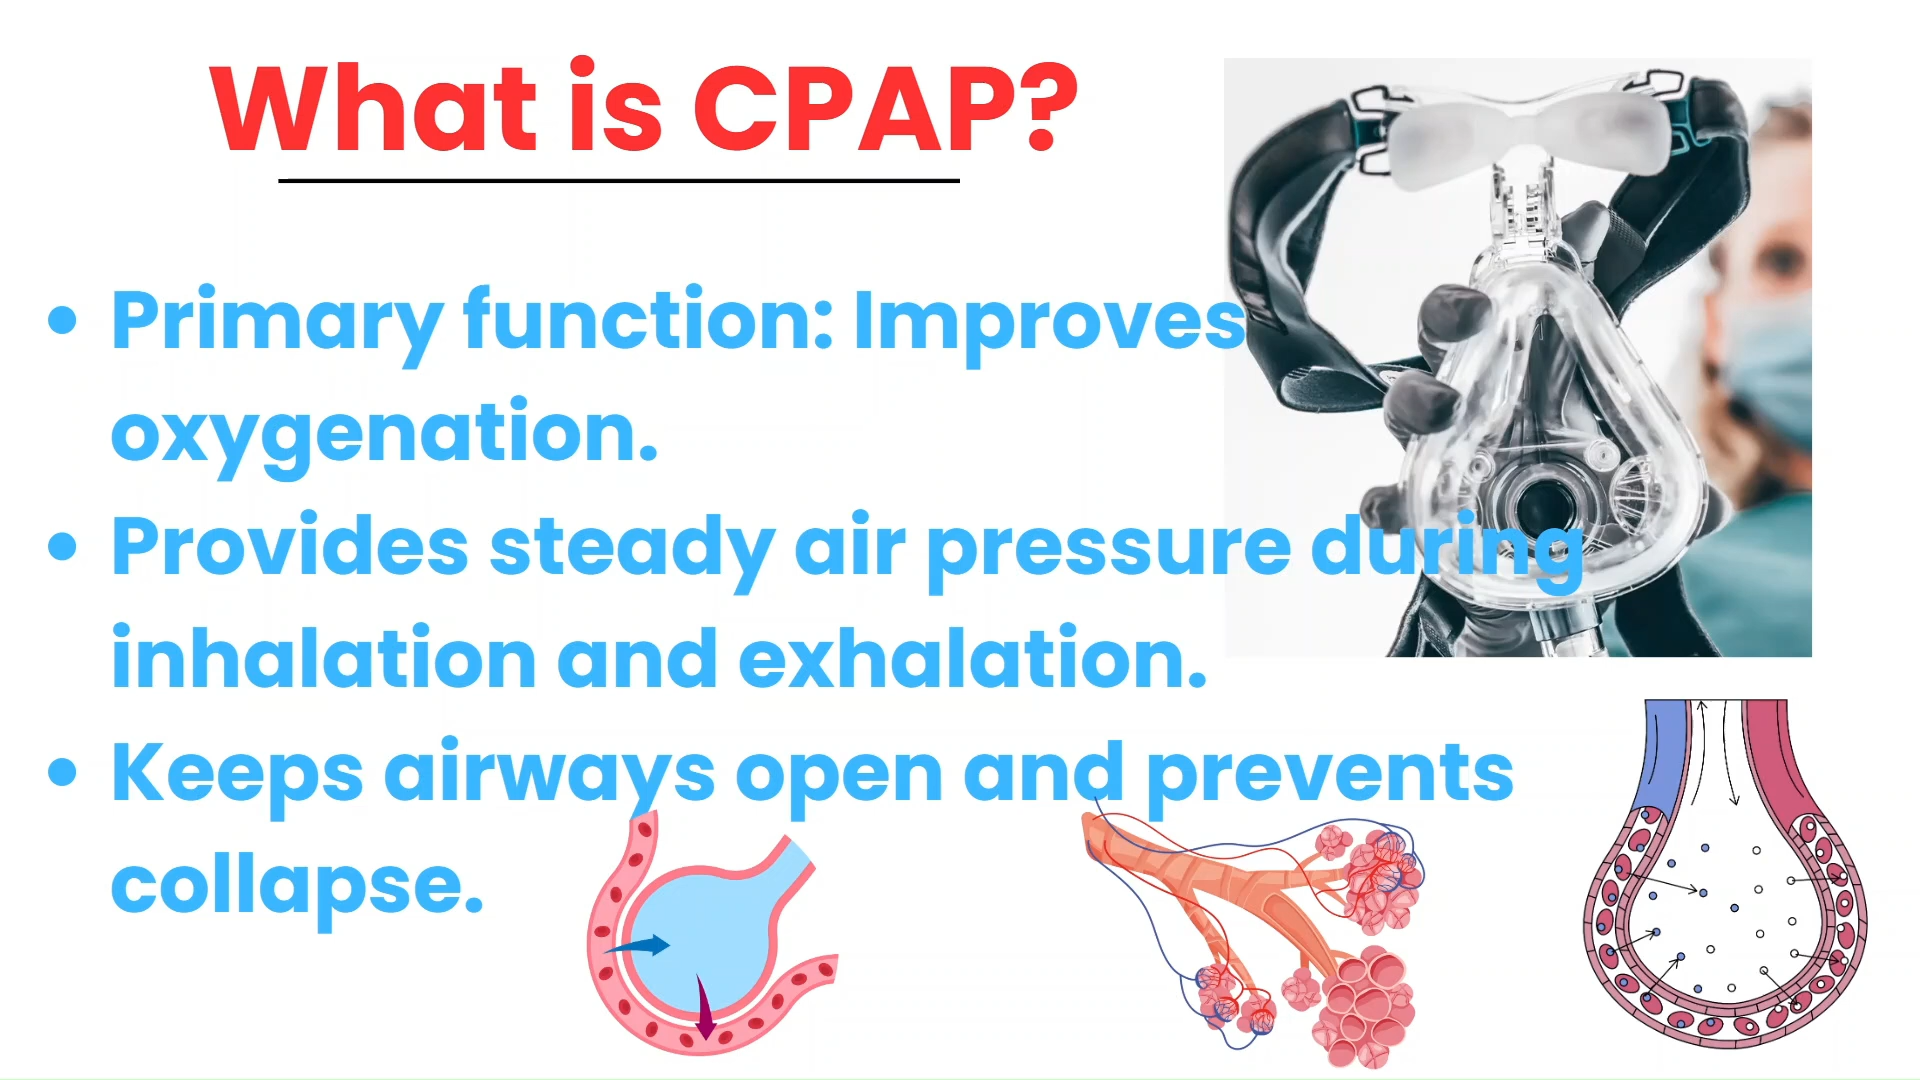 What is CPAP?
• Primary function: Improves
oxygenation.
• Provides steady air pressure during
inhalation and exhalation.
• Keeps airways open and prevents
collapse.